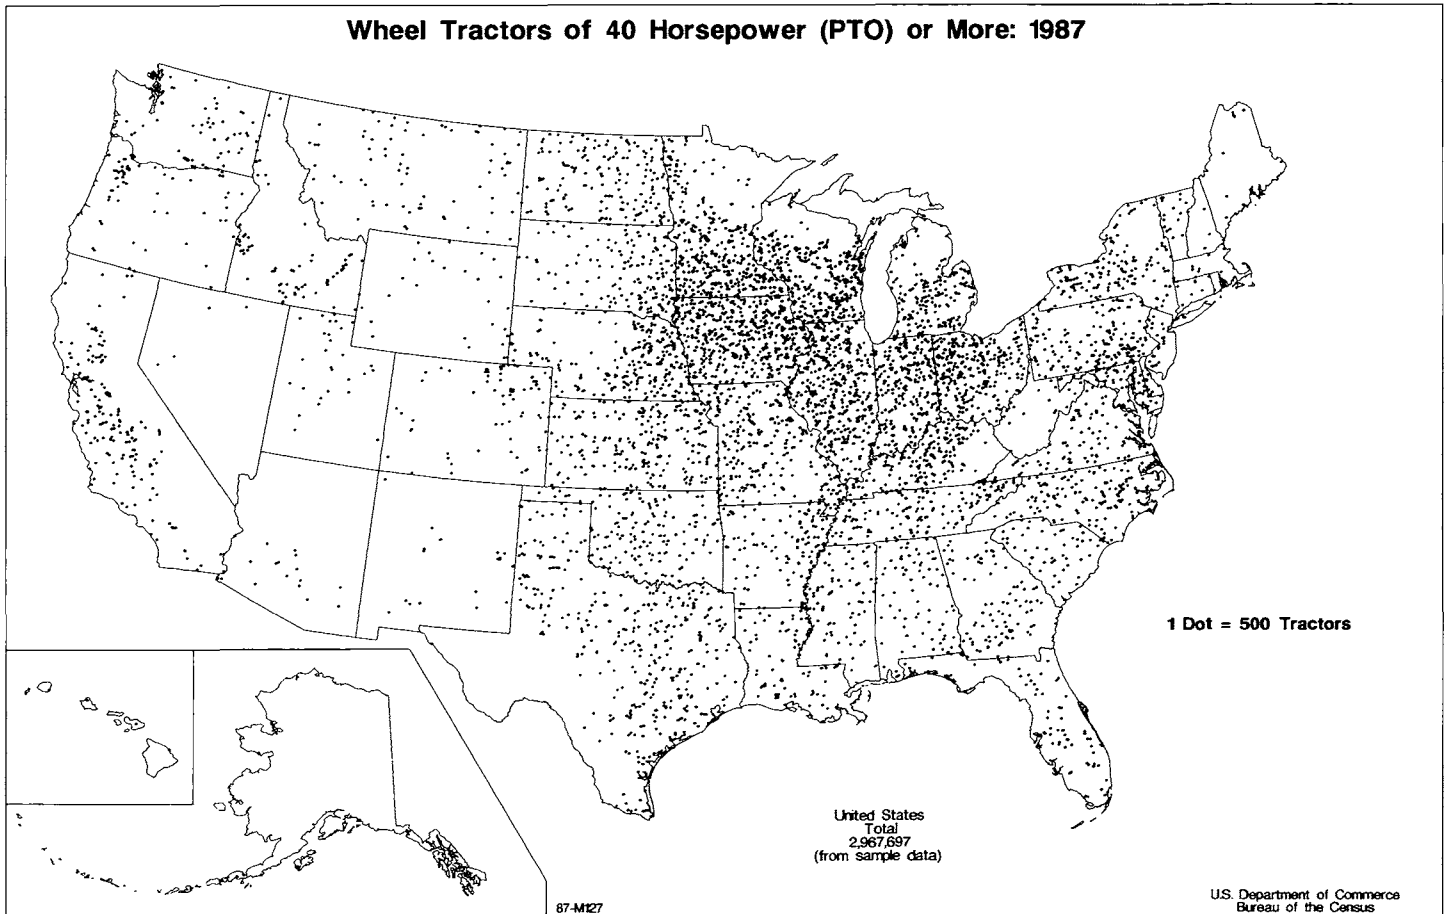 Wheel Tractors of 40 Horsepower (PTO) or More: 1987
1 Dot = 500 Tractors
United States
Total
2,967,697
(from sample data)
87-M127
U.S. Department of Commerce
Bureau of the Census